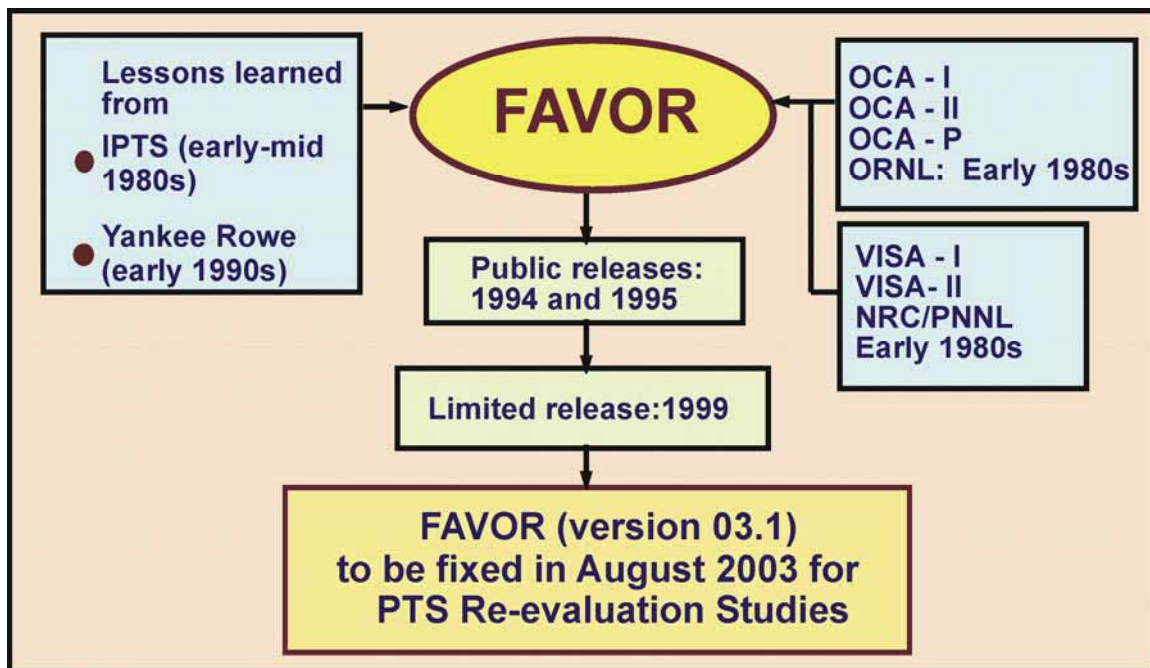 Lessons learned
from
IPTS (early-mid
1980s)
Yankee Rowe
(early 1990s)
FAVOR
OCA - I
OCA - II
OCA - P
ORNL: Early 1980s
VISA - I
VISA- II
NRC/PNNL
Early 1980s
Public releases:
1994 and 1995
Limited release:1999
FAVOR (version 03.1)
to be fixed in August 2003 for
PTS Re-evaluation Studies